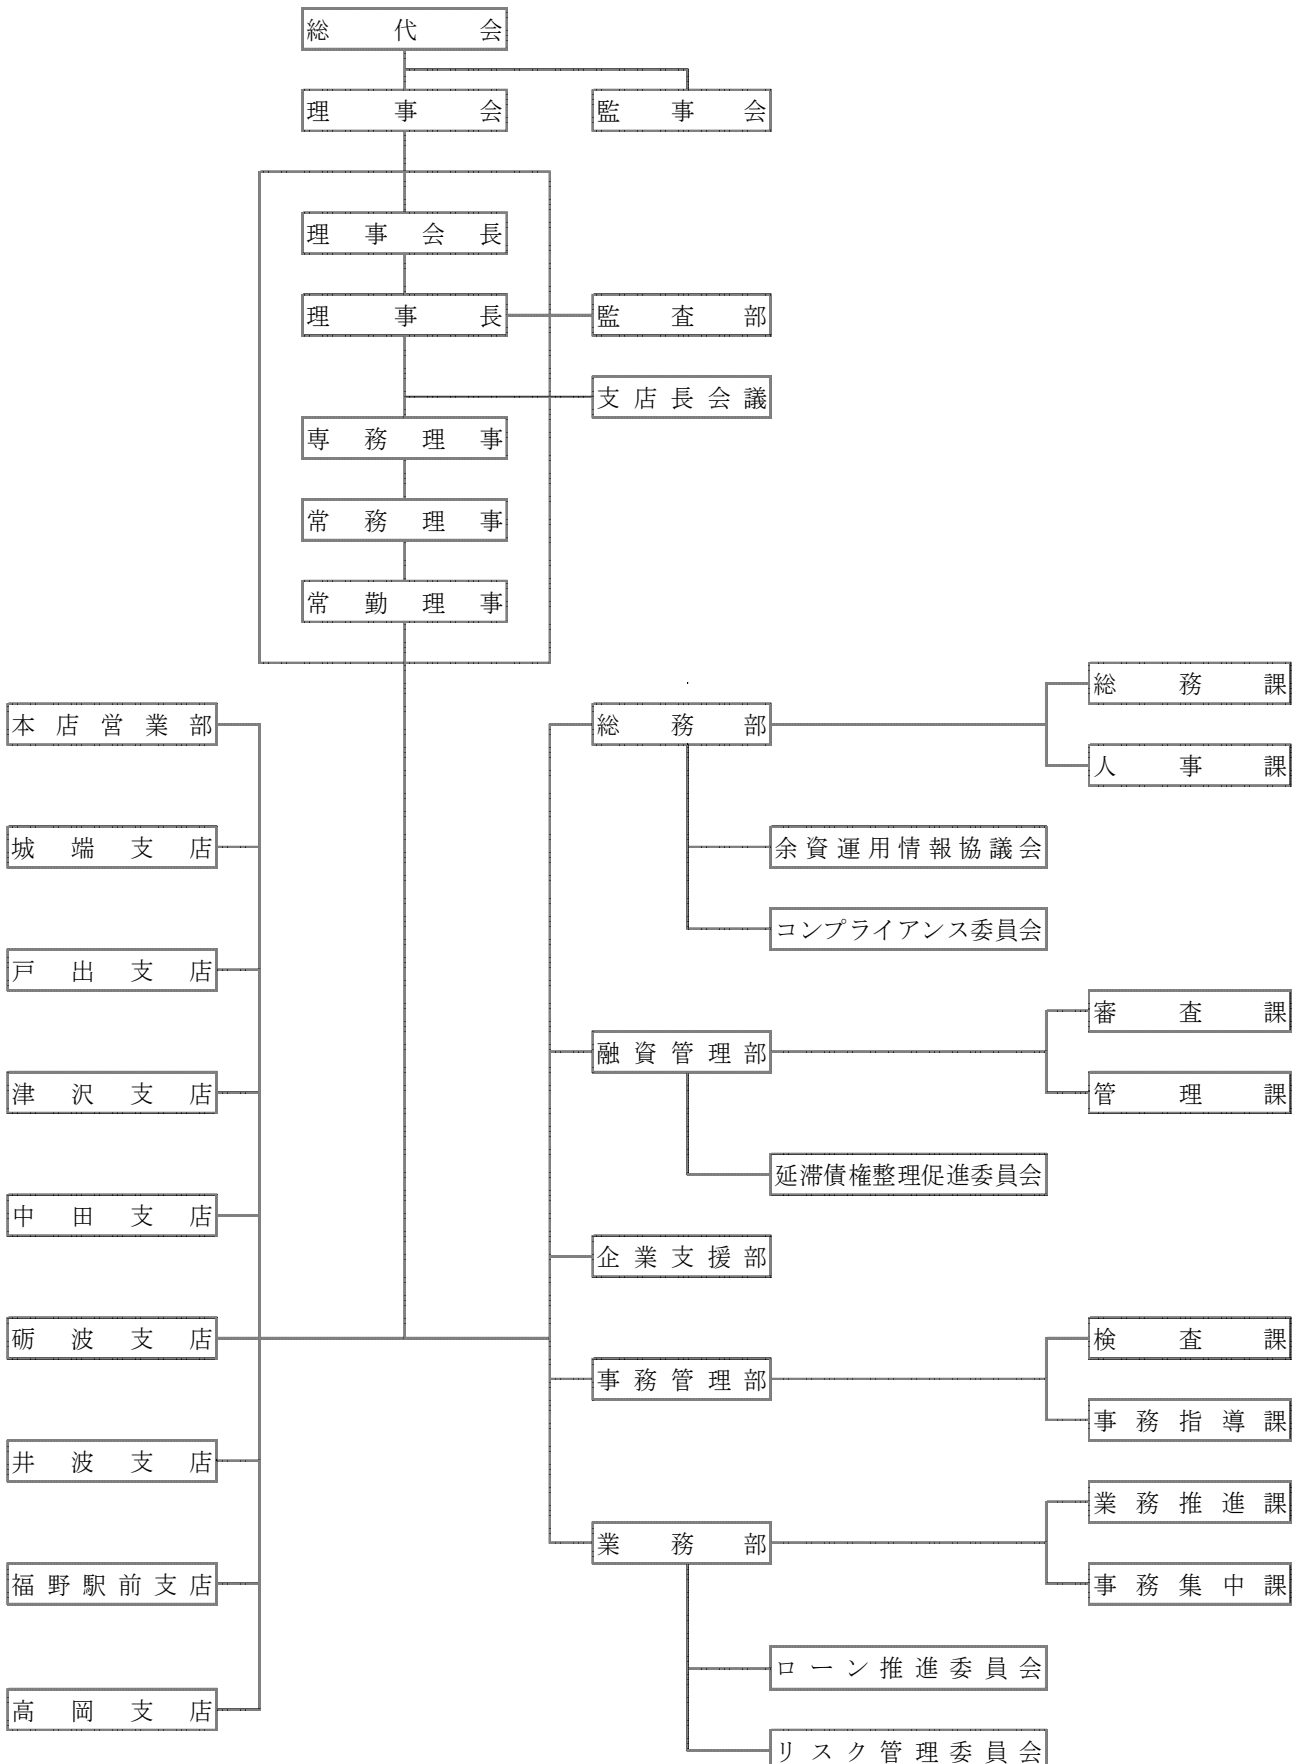 総代会
理事会
監事会
理事会長
理事長
監査部
支店長会議
専務理事
常務理事
常勤理事
総務課
本店営業部
総務部
人事課
城端支店
余資運用情報協議会
コンプライアンス委員会
戸出支店
審査課
融資管理部
津沢支店
管理課
延滞債権整理促進委員会
中田支店
企業支援部
砺波支店
検査課
事務管理部
事務指導課
井波支店
業務推進課
業務部
福野駅前支店
事務集中課
ローン推進委員会
高岡支店
リスク管理委員会